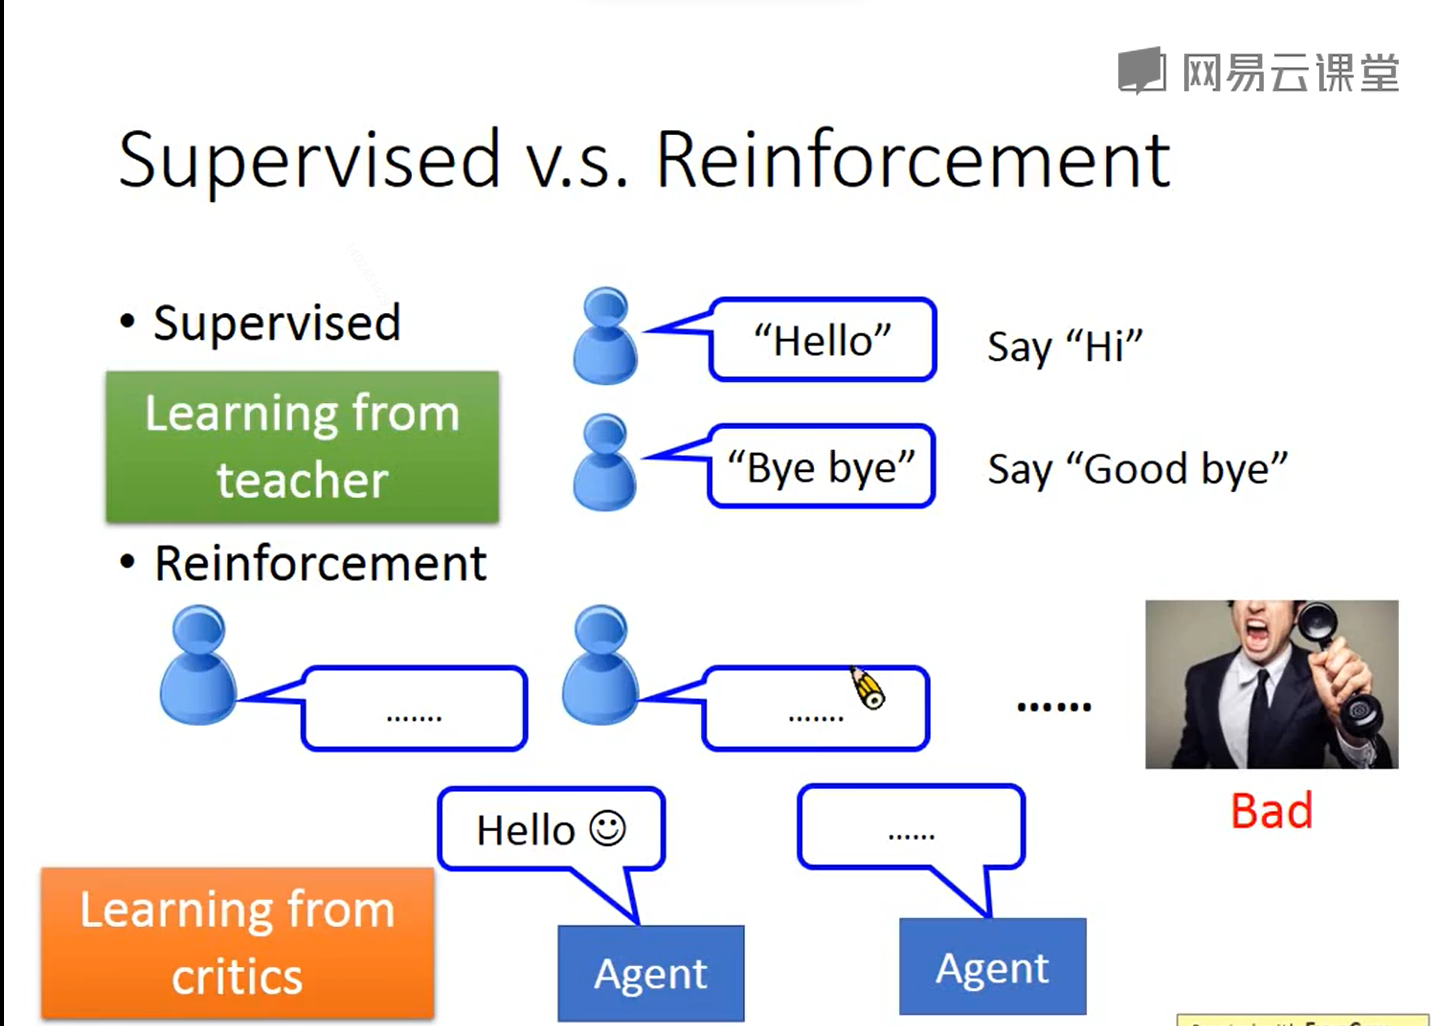 网易云课堂
Supervised v.s. Reinforcement
• Supervised
“Hello”
Say “Hi”
Learning from
teacher
“Bye bye”
Say “Good bye”
• Reinforcement
.......
.......
......
Bad
Hello ☺
......
Learning from
critics
Agent
Agent